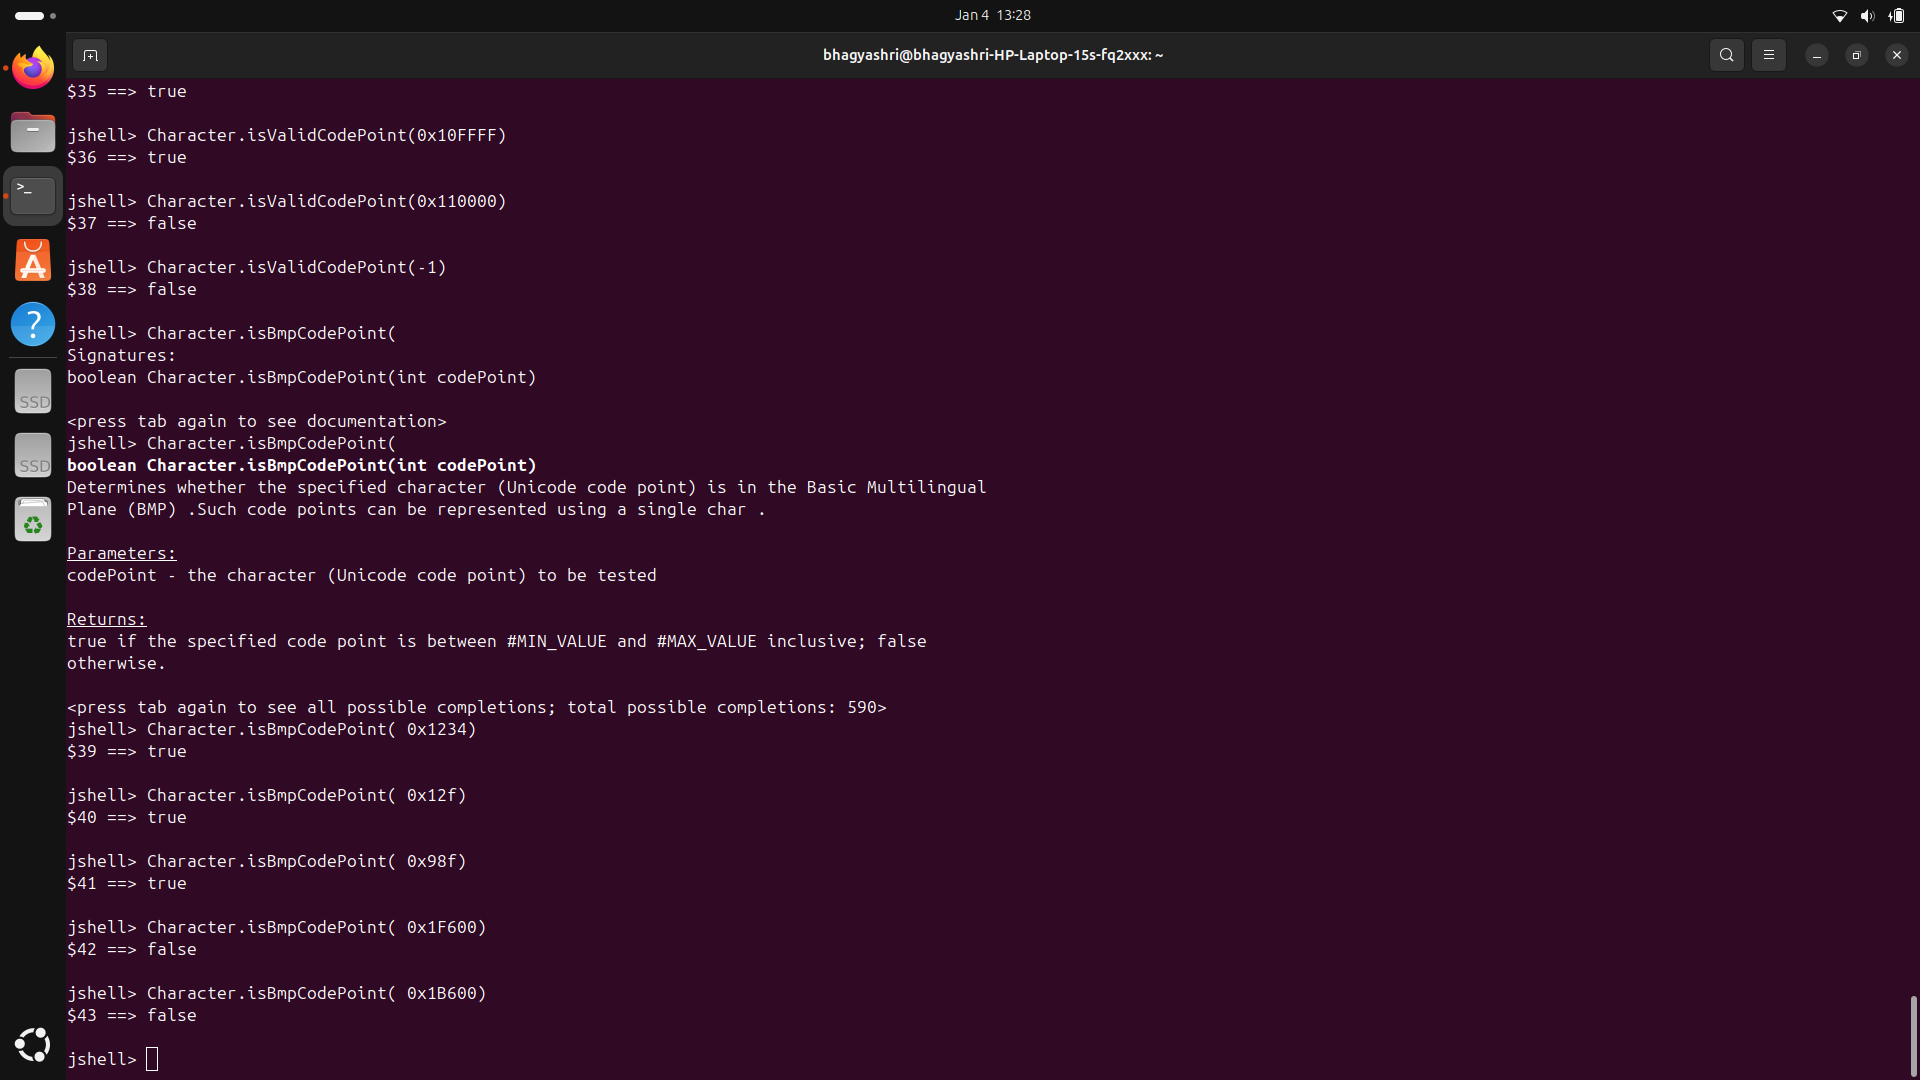 Jan 4 13:28
bhagyashri@bhagyashri-HP-Laptop-15s-fq2xxx: ~
$35 ==> true
jshell> Character.isValidCodePoint(0x10FFFF)
$36 ==> true
jshell> Character.isValidCodePoint(0x110000)
$37 ==> false
jshell> Character.isValidCodePoint(-1)
$38 ==> false
jshell> Character.isBmpCodePoint(
Signatures:
boolean Character.isBmpCodePoint(int codePoint)
<press tab again to see documentation>
jshell> Character.isBmpCodePoint(
boolean Character.isBmpCodePoint(int codePoint)
Determines whether the specified character (Unicode code point) is in the Basic Multilingual
Plane (BMP) .Such code points can be represented using a single char .
Parameters:
codePoint - the character (Unicode code point) to be tested
Returns:
true if the specified code point is between #MIN_VALUE and #MAX_VALUE inclusive; false
otherwise.
<press tab again to see all possible completions; total possible completions: 590>
jshell> Character.isBmpCodePoint( 0x1234)
$39 ==> true
jshell> Character.isBmpCodePoint( 0x12f)
$40 ==> true
jshell> Character.isBmpCodePoint( 0x98f)
$41 ==> true
jshell> Character.isBmpCodePoint( 0x1F600)
$42 ==> false
jshell> Character.isBmpCodePoint( 0x1B600)
$43 ==> false
jshell>
>_
A
?
SSD
SSD